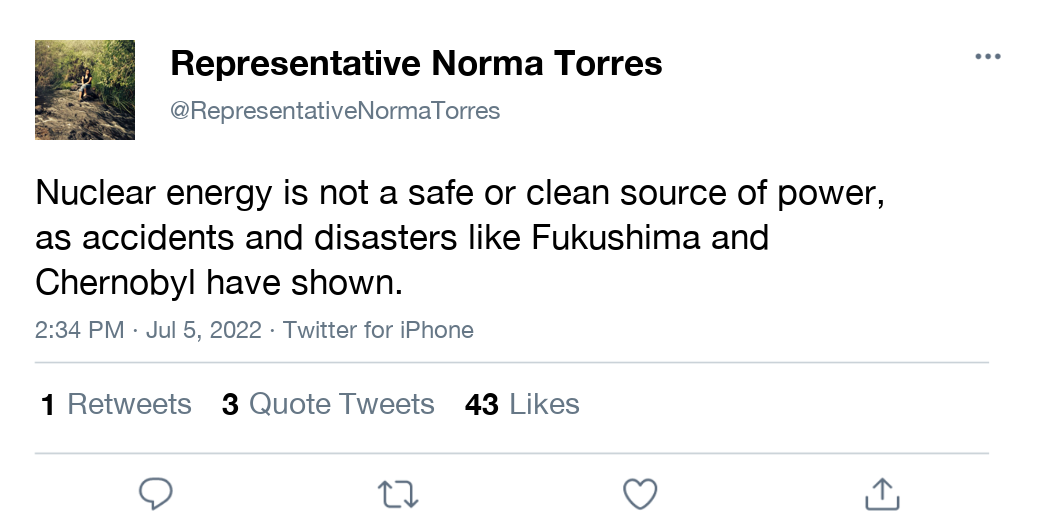 Representative Norma Torres
@RepresentativeNormaTorres
Nuclear energy is not a safe or clean source of power,
as accidents and disasters like Fukushima and
Chernobyl have shown.
2:34 PM · Jul 5, 2022 · Twitter for iPhone
1 Retweets 3 Quote Tweets 43 Likes